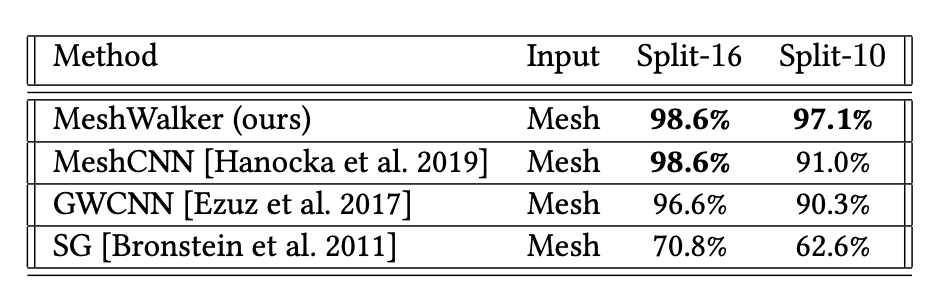 Method Input Split-16 Split-10
MeshWalker (ours) Mesh 98.6% 97.1%
MeshCNN [Hanocka et al. 2019] Mesh 98.6% 91.0%
GWCNN [Ezuz et al. 2017] Mesh 96.6% 90.3%
SG [Bronstein et al. 2011] Mesh 70.8% 62.6%